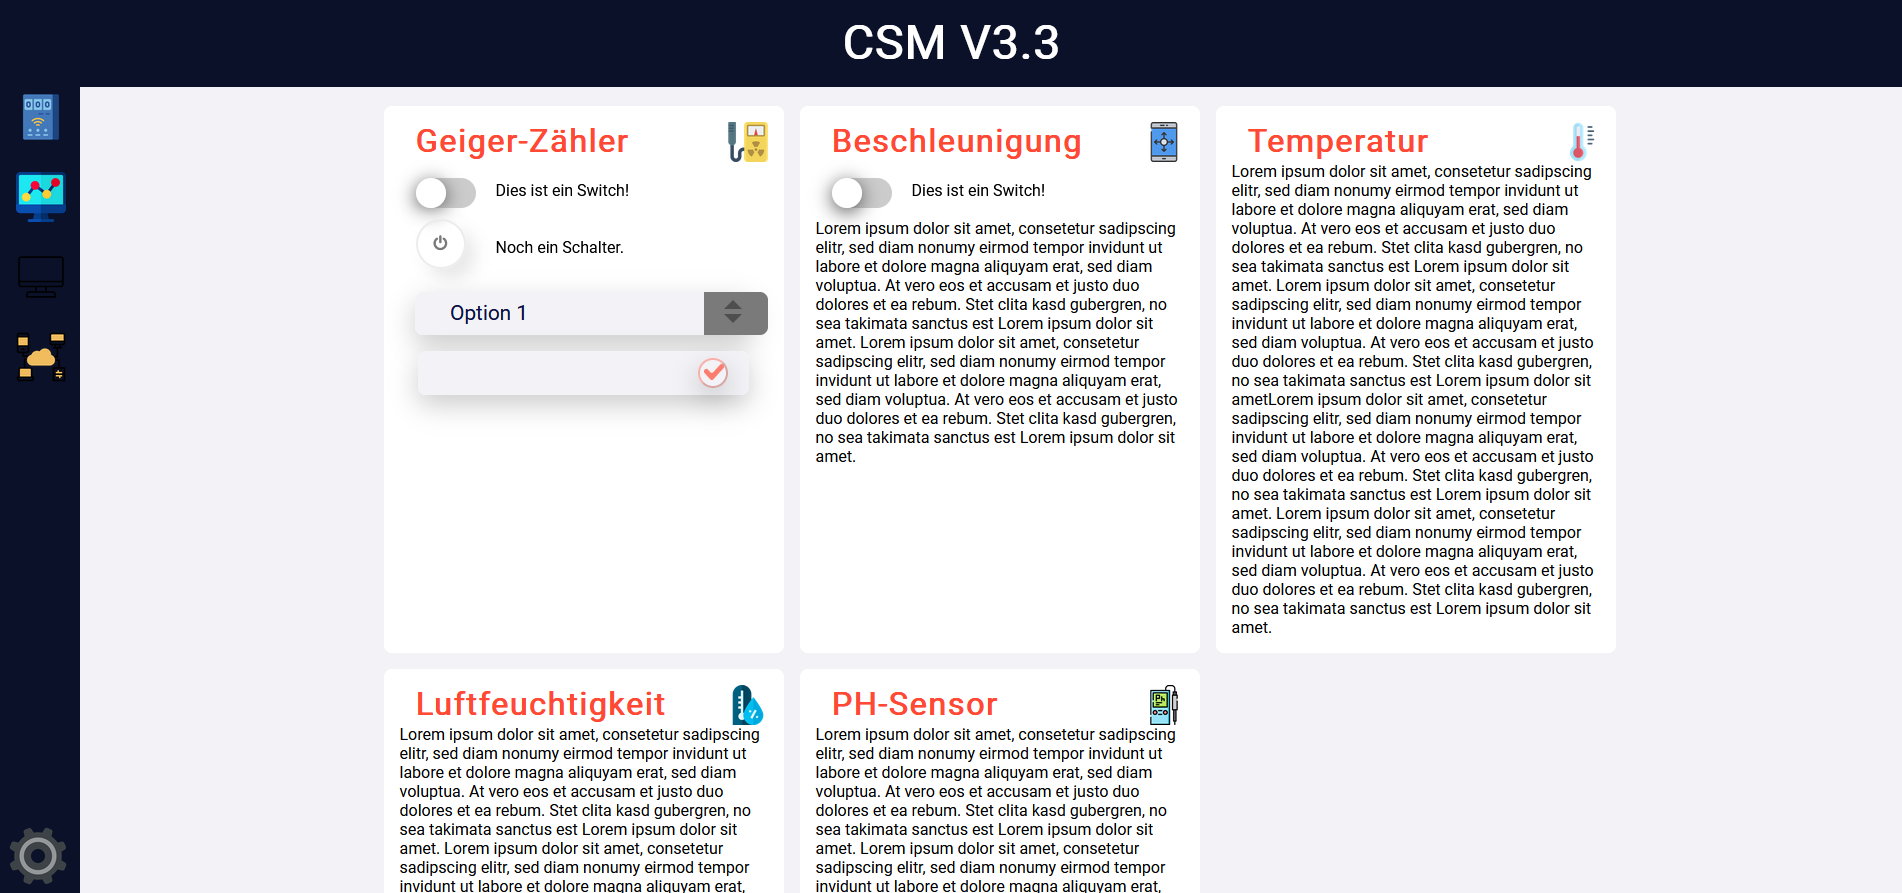 CSM V3.3
000
Geiger-Zähler
Dies ist ein Switch!
Noch ein Schalter.
Option 1
Beschleunigung
Dies ist ein Switch!
Lorem ipsum dolor sit amet, consetetur sadipscing
elitr, sed diam nonumy eirmod tempor invidunt ut
labore et dolore magna aliquyam erat, sed diam
voluptua. At vero eos et accusam et justo duo
dolores et ea rebum. Stet clita kasd gubergren, no
sea takimata sanctus est Lorem ipsum dolor sit
amet. Lorem ipsum dolor sit amet, consetetur
sadipscing elitr, sed diam nonumy eirmod tempor
invidunt ut labore et dolore magna aliquyam erat,
sed diam voluptua. At vero eos et accusam et justo
duo dolores et ea rebum. Stet clita kasd gubergren,
no sea takimata sanctus est Lorem ipsum dolor sit
amet.
Temperatur
Lorem ipsum dolor sit amet, consetetur sadipscing
elitr, sed diam nonumy eirmod tempor invidunt ut
labore et dolore magna aliquyam erat, sed diam
voluptua. At vero eos et accusam et justo duo
dolores et ea rebum. Stet clita kasd gubergren, no
sea takimata sanctus est Lorem ipsum dolor sit
amet. Lorem ipsum dolor sit amet, consetetur
sadipscing elitr, sed diam nonumy eirmod tempor
invidunt ut labore et dolore magna aliquyam erat,
sed diam voluptua. At vero eos et accusam et justo
duo dolores et ea rebum. Stet clita kasd gubergren,
no sea takimata sanctus est Lorem ipsum dolor sit
ametLorem ipsum dolor sit amet, consetetur
sadipscing elitr, sed diam nonumy eirmod tempor
invidunt ut labore et dolore magna aliquyam erat,
sed diam voluptua. At vero eos et accusam et justo
duo dolores et ea rebum. Stet clita kasd gubergren,
no sea takimata sanctus est Lorem ipsum dolor sit
amet. Lorem ipsum dolor sit amet, consetetur
sadipscing elitr, sed diam nonumy eirmod tempor
invidunt ut labore et dolore magna aliquyam erat,
sed diam voluptua. At vero eos et accusam et justo
duo dolores et ea rebum. Stet clita kasd gubergren,
no sea takimata sanctus est Lorem ipsum dolor sit
amet.
Luftfeuchtigkeit
%
Lorem ipsum dolor sit amet, consetetur sadipscing
elitr, sed diam nonumy eirmod tempor invidunt ut
labore et dolore magna aliquyam erat, sed diam
voluptua. At vero eos et accusam et justo duo
dolores et ea rebum. Stet clita kasd gubergren, no
sea takimata sanctus est Lorem ipsum dolor sit
amet. Lorem ipsum dolor sit amet, consetetur
sadipscing elitr, sed diam nonumy eirmod tempor
invidunt ut labore et dolore magna aliquyam erat,
PH-Sensor
Ph
Lorem ipsum dolor sit amet, consetetur sadipscing
elitr, sed diam nonumy eirmod tempor invidunt ut
labore et dolore magna aliquyam erat, sed diam
voluptua. At vero eos et accusam et justo duo
dolores et ea rebum. Stet clita kasd gubergren, no
sea takimata sanctus est Lorem ipsum dolor sit
amet. Lorem ipsum dolor sit amet, consetetur
sadipscing elitr, sed diam nonumy eirmod tempor
invidunt ut labore et dolore magna aliquyam erat,